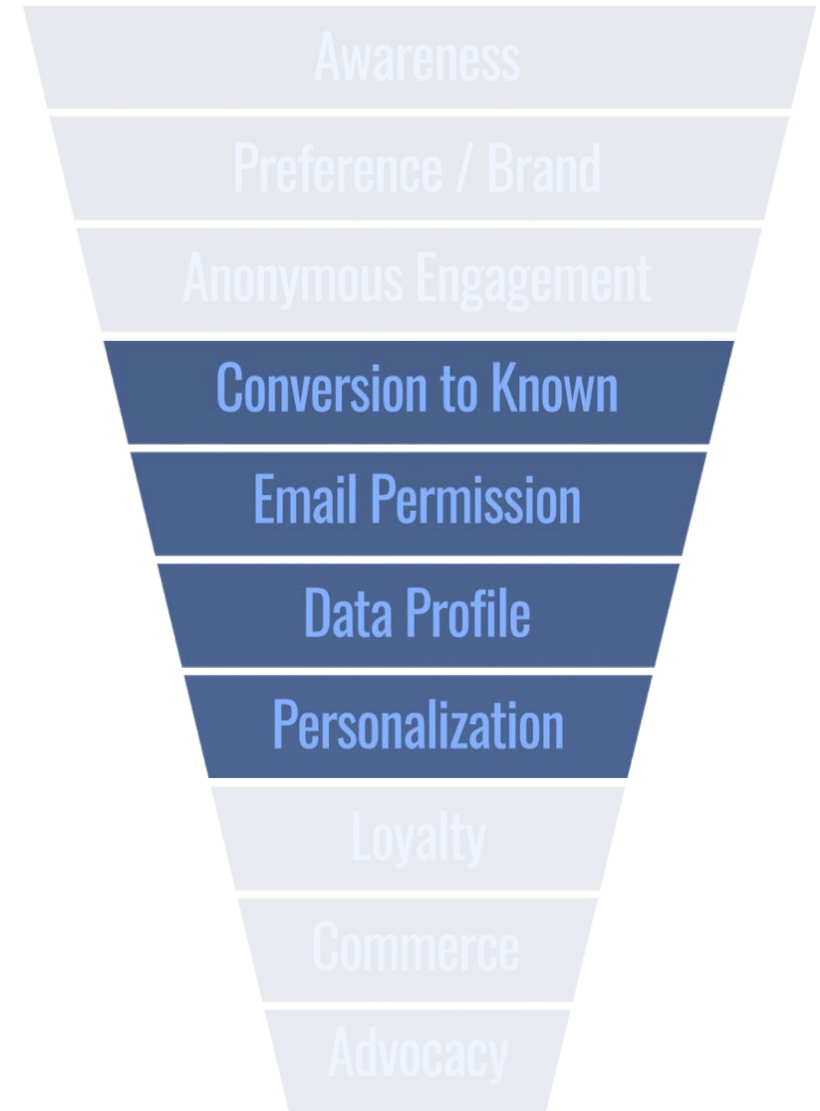 Awareness
Preference / Brand
Anonymous Engagement
Conversion to Known
Email Permission
Data Profile
Personalization
Loyalty
Commerce
Advocacy